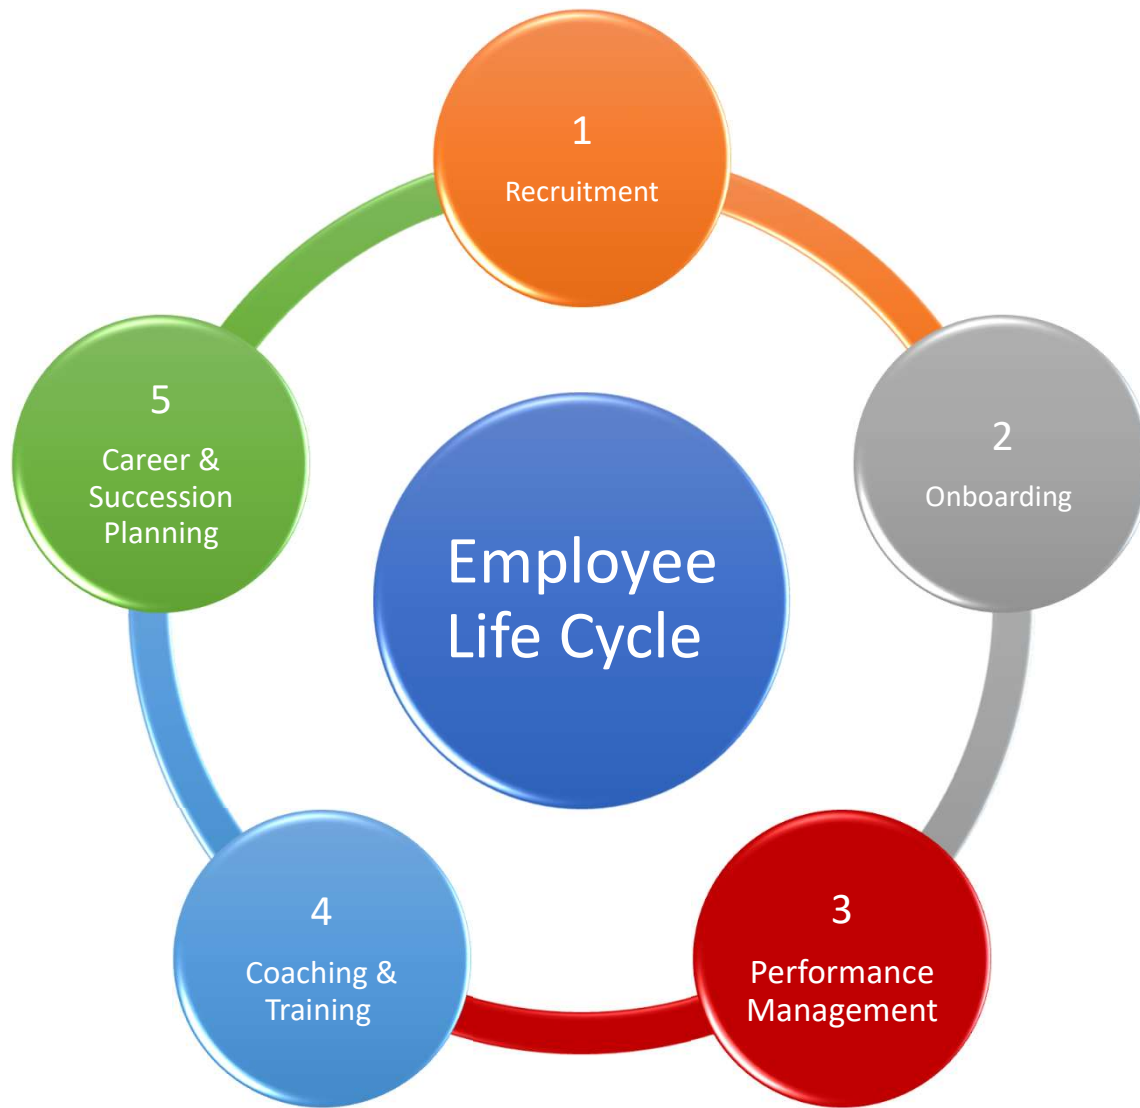 1
Recruitment
2
Onboarding
3
Performance
Management
4
Coaching &
Training
5
Career &
Succession
Planning
Employee
Life Cycle